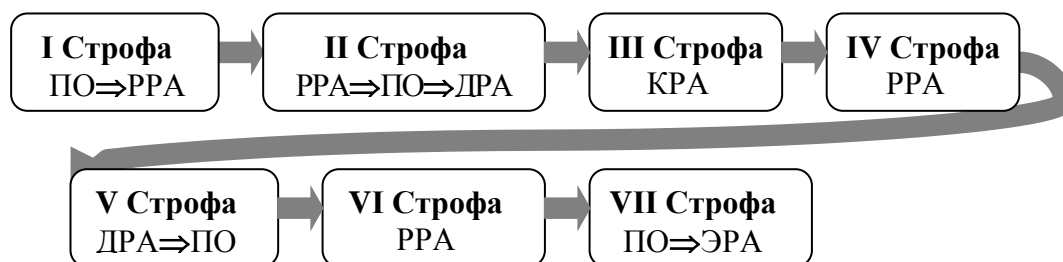 I Строфа
ПО⇒РРА
II Строфа
РРА⇒ПО⇒ДРА
III Строфа
КРА
IV Строфа
РРА
V Строфа
ДРА⇒ПО
VI Строфа
РРА
VII Строфа
ПО⇒ЭРА